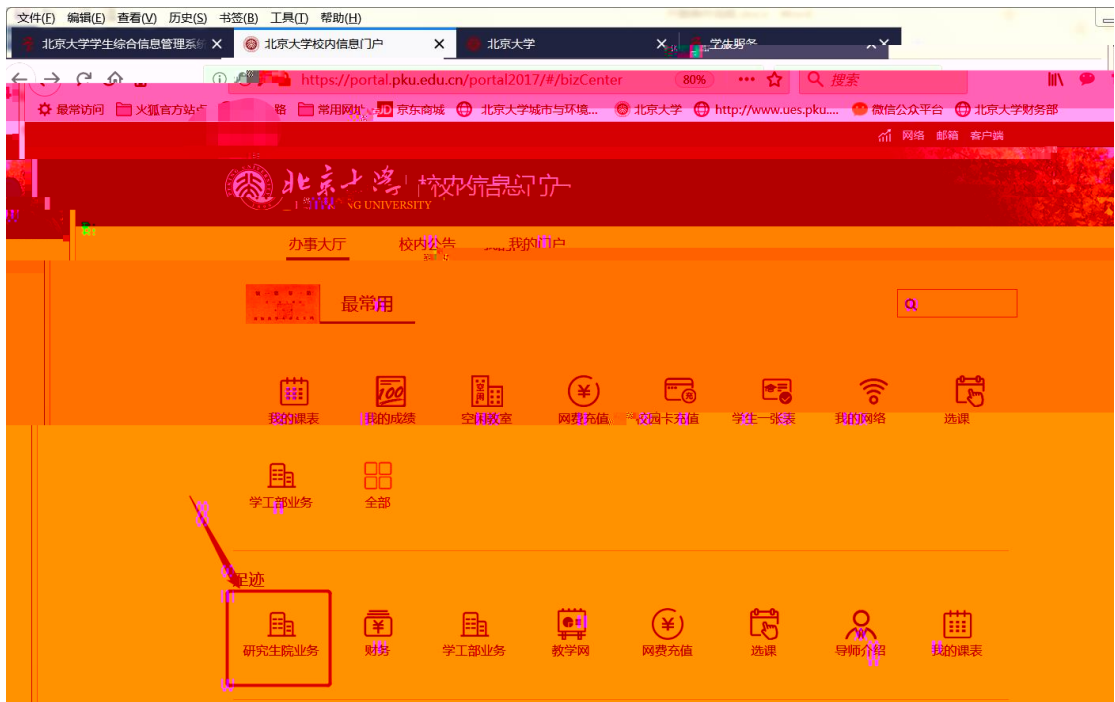 文件(F) 编辑(E) 查看(V) 历史(S) 书签(B) 工具(T) 帮助(H)
北京大学学生综合信息管理系统 北京大学校内信息门户 北京大学
https://portal.pku.edu.cn/portal2017/#/bizCenter 80% 搜索
最常访问 火狐官方站点 常用网址 京东商城 北京大学城市与环境... 北京大学 http://www.ues.pku.... 微信公众平台 北京大学财务部
网络 邮箱 客户端
北京大学 校内信息门户
NG UNIVERSITY
办事大厅 校内公告 我的门户
最常用
我的课表 我的成绩 空闲教室 网费充值 校园卡充值 学生一张表 我的网络 选课
学工部业务 全部
足迹
研究生院业务 财务 学工部业务 教学网 网费充值 选课 导师介绍 我的课表